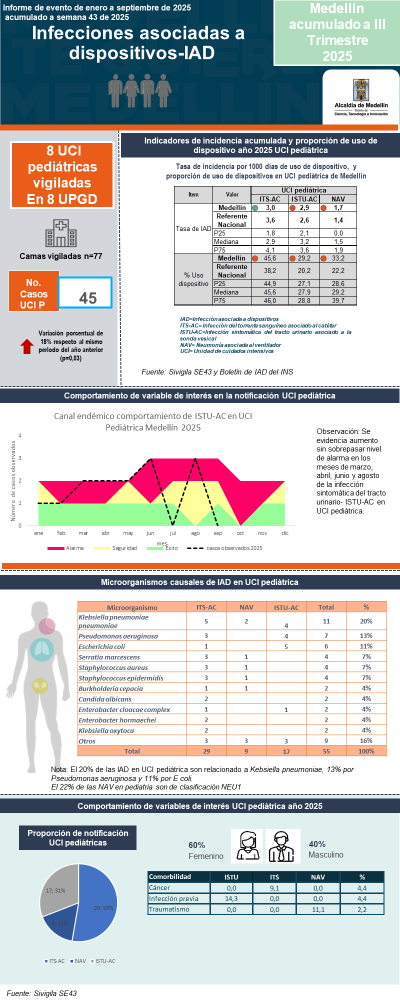 Informe de evento de enero a septiembre de 2025
acumulado a semana 43 de 2025
Infecciones asociadas a
dispositivos-IAD
Medellín
acumulado a III
Trimestre
2025
Alcaldía de Medellín
Distrito de
Ciencia, Tecnología e Innovación
8 UCI
pediátricas
vigiladas
En 8 UPGD
Camas vigiladas n=77
No.
Casos
UCI P
45
Variación porcentual de
18% respecto al mismo
periodo del año anterior
(p=0,03)
Indicadores de incidencia acumulada y proporción de uso de
dispositivo año 2025 UCI pediátrica
Tasa de incidencia por 1000 días de uso de dispositivo, y
proporción de uso de dispositivos en UCI pediátrica de Medellín
Item Valor UCI pediátrica
ITS-AC ISTU-AC NAV
Tasa de IAD
Medellín 3,0 2,9 1,7
Referente Nacional 3,6 2,6 1,4
P25 1,8 2,1 0,0
Mediana 2,9 3,2 1,5
P75 4,1 3,6 1,9
% Uso dispositivo
Medellín 45,6 29,2 33,2
Referente Nacional 38,2 20,2 22,2
P25 44,9 27,1 28,6
Mediana 45,6 27,9 29,2
P75 46,0 28,8 39,7
IAD=Infección asociada a dispositivos
ITS-AC= Infección del torrente sanguíneo asociado al catéter
ISTU-AC=Infección sintomática del tracto urinario asociado a la
sonda vesical
NAV= Neumonía asociada al ventilador
UCI= Unidad de cuidados intensivos
Fuente: Sivigila SE43 y Boletín de IAD del INS
Comportamiento de variable de interés en la notificación UCI pediátrica
Canal endémico comportamiento de ISTU-AC en UCI
Pediátrica Medellín 2025
Número de casos observados
4
3
2
1
0
ene feb mar abr may jun jul ago sep oct nov dic
mes
Alarma Seguridad Éxito casos observados 2025
Observación: Se
evidencia aumento
sin sobrepasar nivel
de alarma en los
meses de marzo,
abril, junio y agosto
de la infección
sintomática del tracto
urinario- ISTU-AC en
UCI pediátrica.
Microorganismos causales de IAD en UCI pediátrica
Microorganismo ITS-AC NAV ISTU-AC Total %
Klebsiella pneumoniae pneumoniae 5 2 4 11 20%
Pseudomonas aeruginosa 3 4 7 13%
Escherichia coli 1 5 6 11%
Serratia marcescens 3 1 4 7%
Staphylococcus aureus 3 1 4 7%
Staphylococcus epidermidis 3 1 4 7%
Burkholderia cepacia 1 1 2 4%
Candida albicans 2 2 4%
Enterobacter cloacae complex 1 1 2 4%
Enterobacter hormaechei 2 2 4%
Klebsiella oxytoca 2 2 4%
Otros 3 3 3 9 16%
Total 29 9 17 55 100%
Nota: El 20% de las IAD en UCI pediátrica son relacionado a Kebsiella pneumoniae, 13% por
Pseudomonas aeruginosa y 11% por E coli.
El 22% de las NAV en pediatría son de clasificación NEU1
Comportamiento de variables de interés UCI pediátrica año 2025
Proporción de notificación
UCI pediátricas
17; 31%
ITS-AC NAV ISTU-AC
60%
Femenino
40%
Masculino
Comorbilidad ISTU ITS NAV %
Cáncer 0,0 9,1 0,0 4,4
Infección previa 14,3 0,0 0,0 4,4
Traumatismo 0,0 0,0 11,1 2,2
Fuente: Sivigila SE43